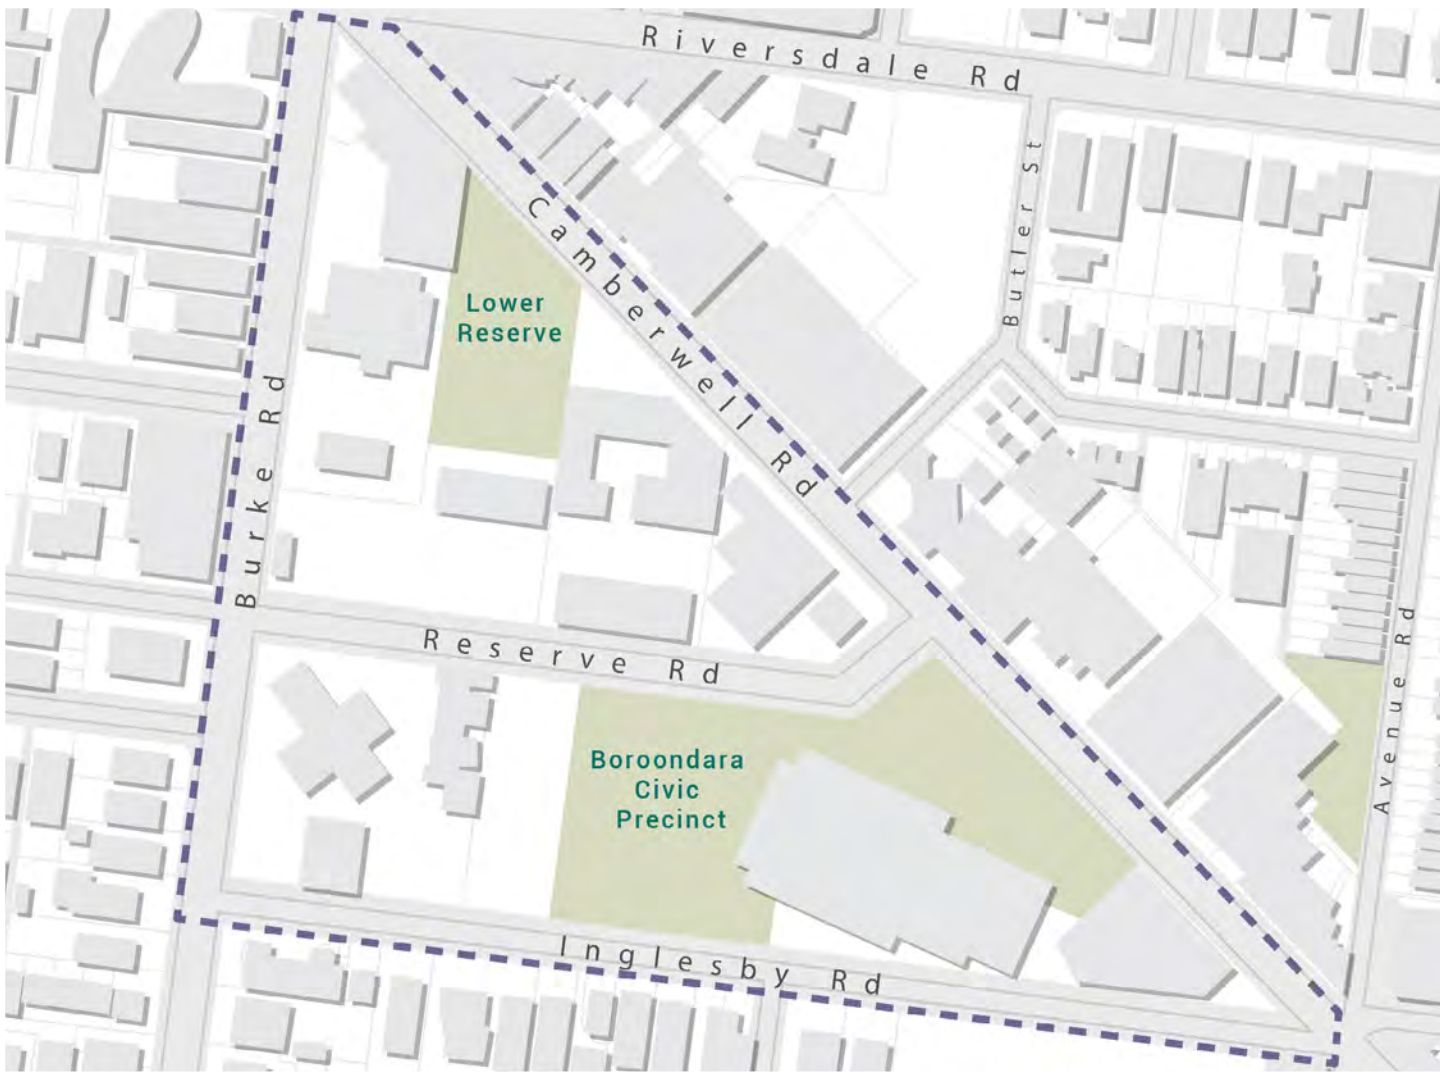 Riversdale Rd
Butler St
Camberwell Rd
Lower
Reserve
Burke Rd
Reserve Rd
Avenue Rd
Boroondara
Civic
Precinct
Inglesby Rd